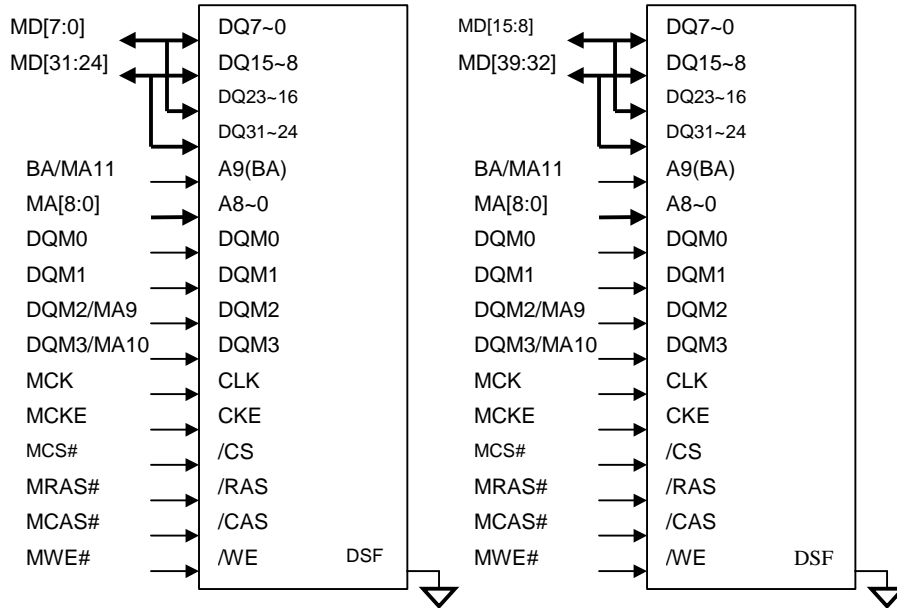 MD[7:0] DQ7~0
MD[31:24] DQ15~8
DQ23~16
DQ31~24
BA/MA11 A9(BA)
MA[8:0] A8~0
DQM0 DQM0
DQM1 DQM1
DQM2/MA9 DQM2
DQM3/MA10 DQM3
MCK CLK
MCKE CKE
MCS# /CS
MRAS# /RAS
MCAS# /CAS
MWE# /WE DSF
MD[15:8] DQ7~0
MD[39:32] DQ15~8
DQ23~16
DQ31~24
BA/MA11 A9(BA)
MA[8:0] A8~0
DQM0 DQM0
DQM1 DQM1
DQM2/MA9 DQM2
DQM3/MA10 DQM3
MCK CLK
MCKE CKE
MCS# /CS
MRAS# /RAS
MCAS# /CAS
MWE# /WE DSF